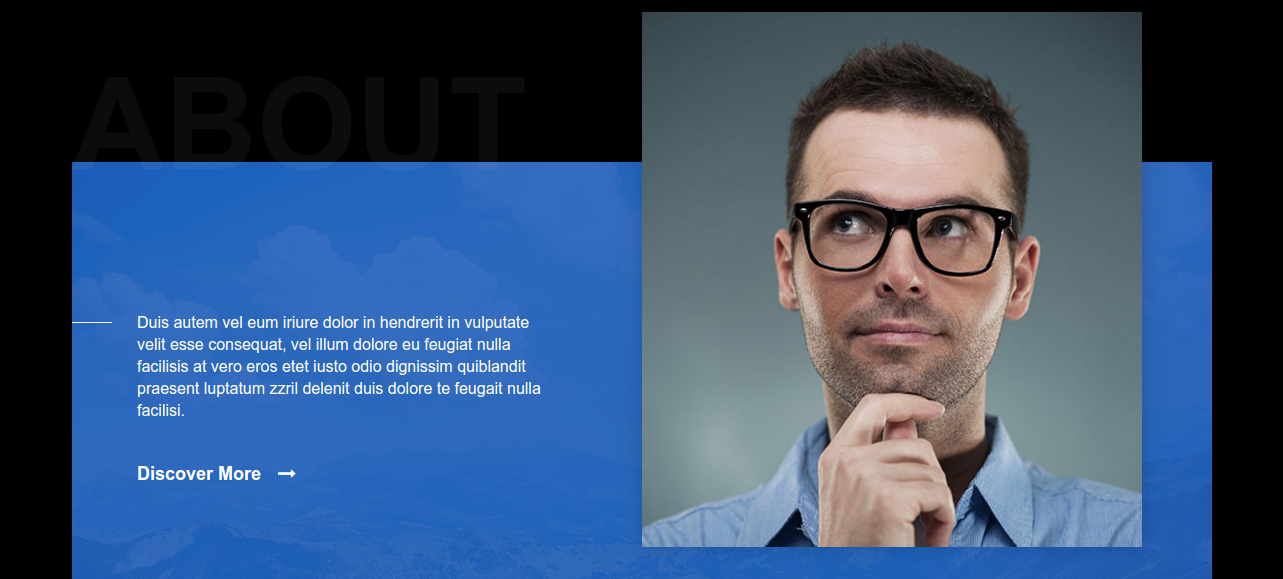 ABOUT
Duis autem vel eum iriure dolor in hendrerit in vulputate
velit esse consequat, vel illum dolore eu feugiat nulla
facilisis at vero eros etet iusto odio dignissim quiblandit
praesent luptatum zzril delenit duis dolore te feugait nulla
facilisi.
Discover More